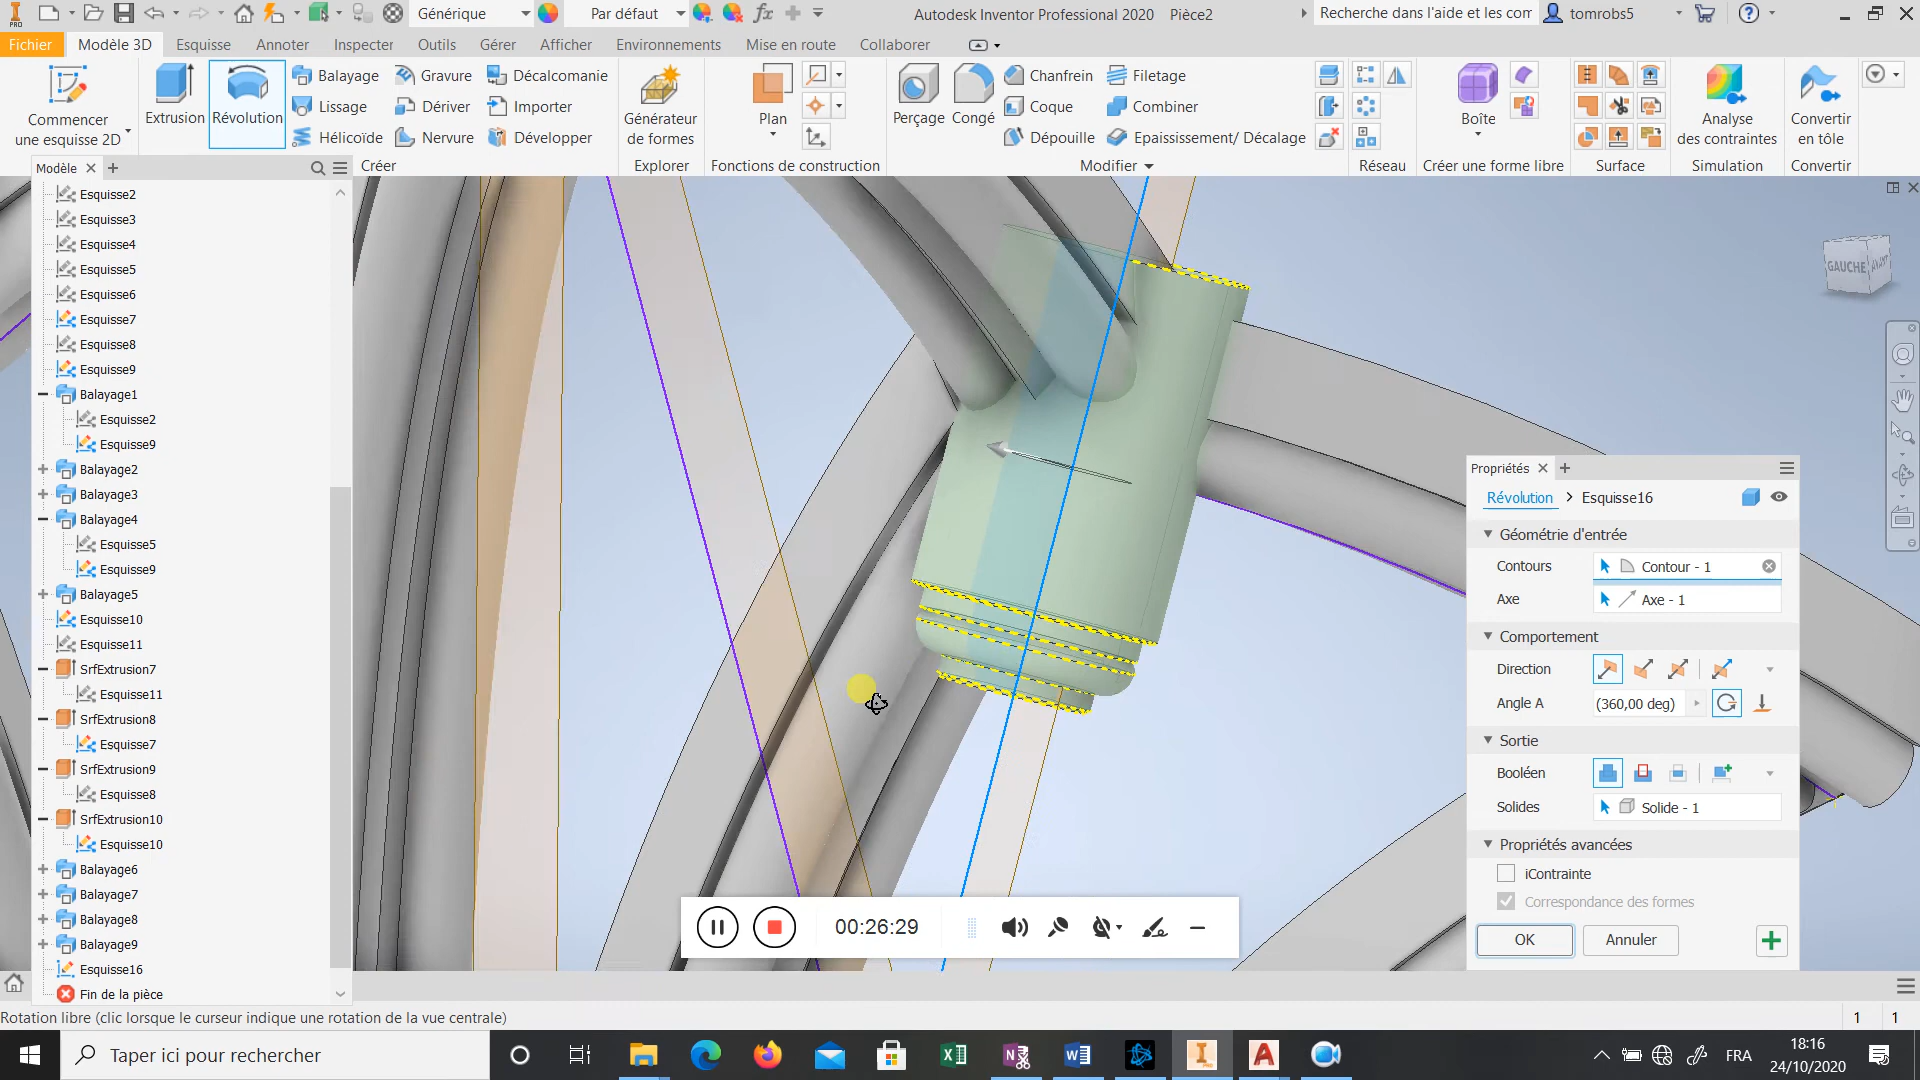 PRO
Générique
Par défaut
fx
Autodesk Inventor Professional 2020 Pièce2
Recherche dans l'aide et les com
tomrobs5
Fichier
Modèle 3D
Esquisse
Annoter
Inspecter
Outils
Gérer
Afficher
Environnements
Mise en route
Collaborer
Commencer
une esquisse 2D
Extrusion
Révolution
Balayage
Lissage
Hélicoïde
Gravure
Dériver
Nervure
Décalcomanie
Importer
Développer
Générateur
de formes
Plan
Perçage
Congé
Chanfrein
Coque
Dépouille
Filetage
Combiner
Epaississement/ Décalage
Boîte
Analyse
des contraintes
Convertir
en tôle
Créer
Explorer
Fonctions de construction
Modifier
Réseau
Créer une forme libre
Surface
Simulation
Convertir
Modèle
Esquisse2
Esquisse3
Esquisse4
Esquisse5
Esquisse6
Esquisse7
Esquisse8
Esquisse9
Balayage1
Esquisse2
Esquisse9
Balayage2
Balayage3
Balayage4
Esquisse5
Esquisse9
Balayage5
Esquisse10
Esquisse11
SrfExtrusion7
Esquisse11
SrfExtrusion8
Esquisse7
SrfExtrusion9
Esquisse8
SrfExtrusion10
Esquisse10
Balayage6
Balayage7
Balayage8
Balayage9
Esquisse16
Fin de la pièce
GAUCHE
AVANT
Propriétés
Révolution > Esquisse16
Géométrie d'entrée
Contours
Contour - 1
Axe
Axe - 1
Comportement
Direction
Angle A
(360,00 deg)
Sortie
Booléen
Solides
Solide - 1
Propriétés avancées
iContrainte
Correspondance des formes
OK
Annuler
00:26:29
Rotation libre (clic lorsque le curseur indique une rotation de la vue centrale)
1 1
Taper ici pour rechercher
FRA
18:16
24/10/2020